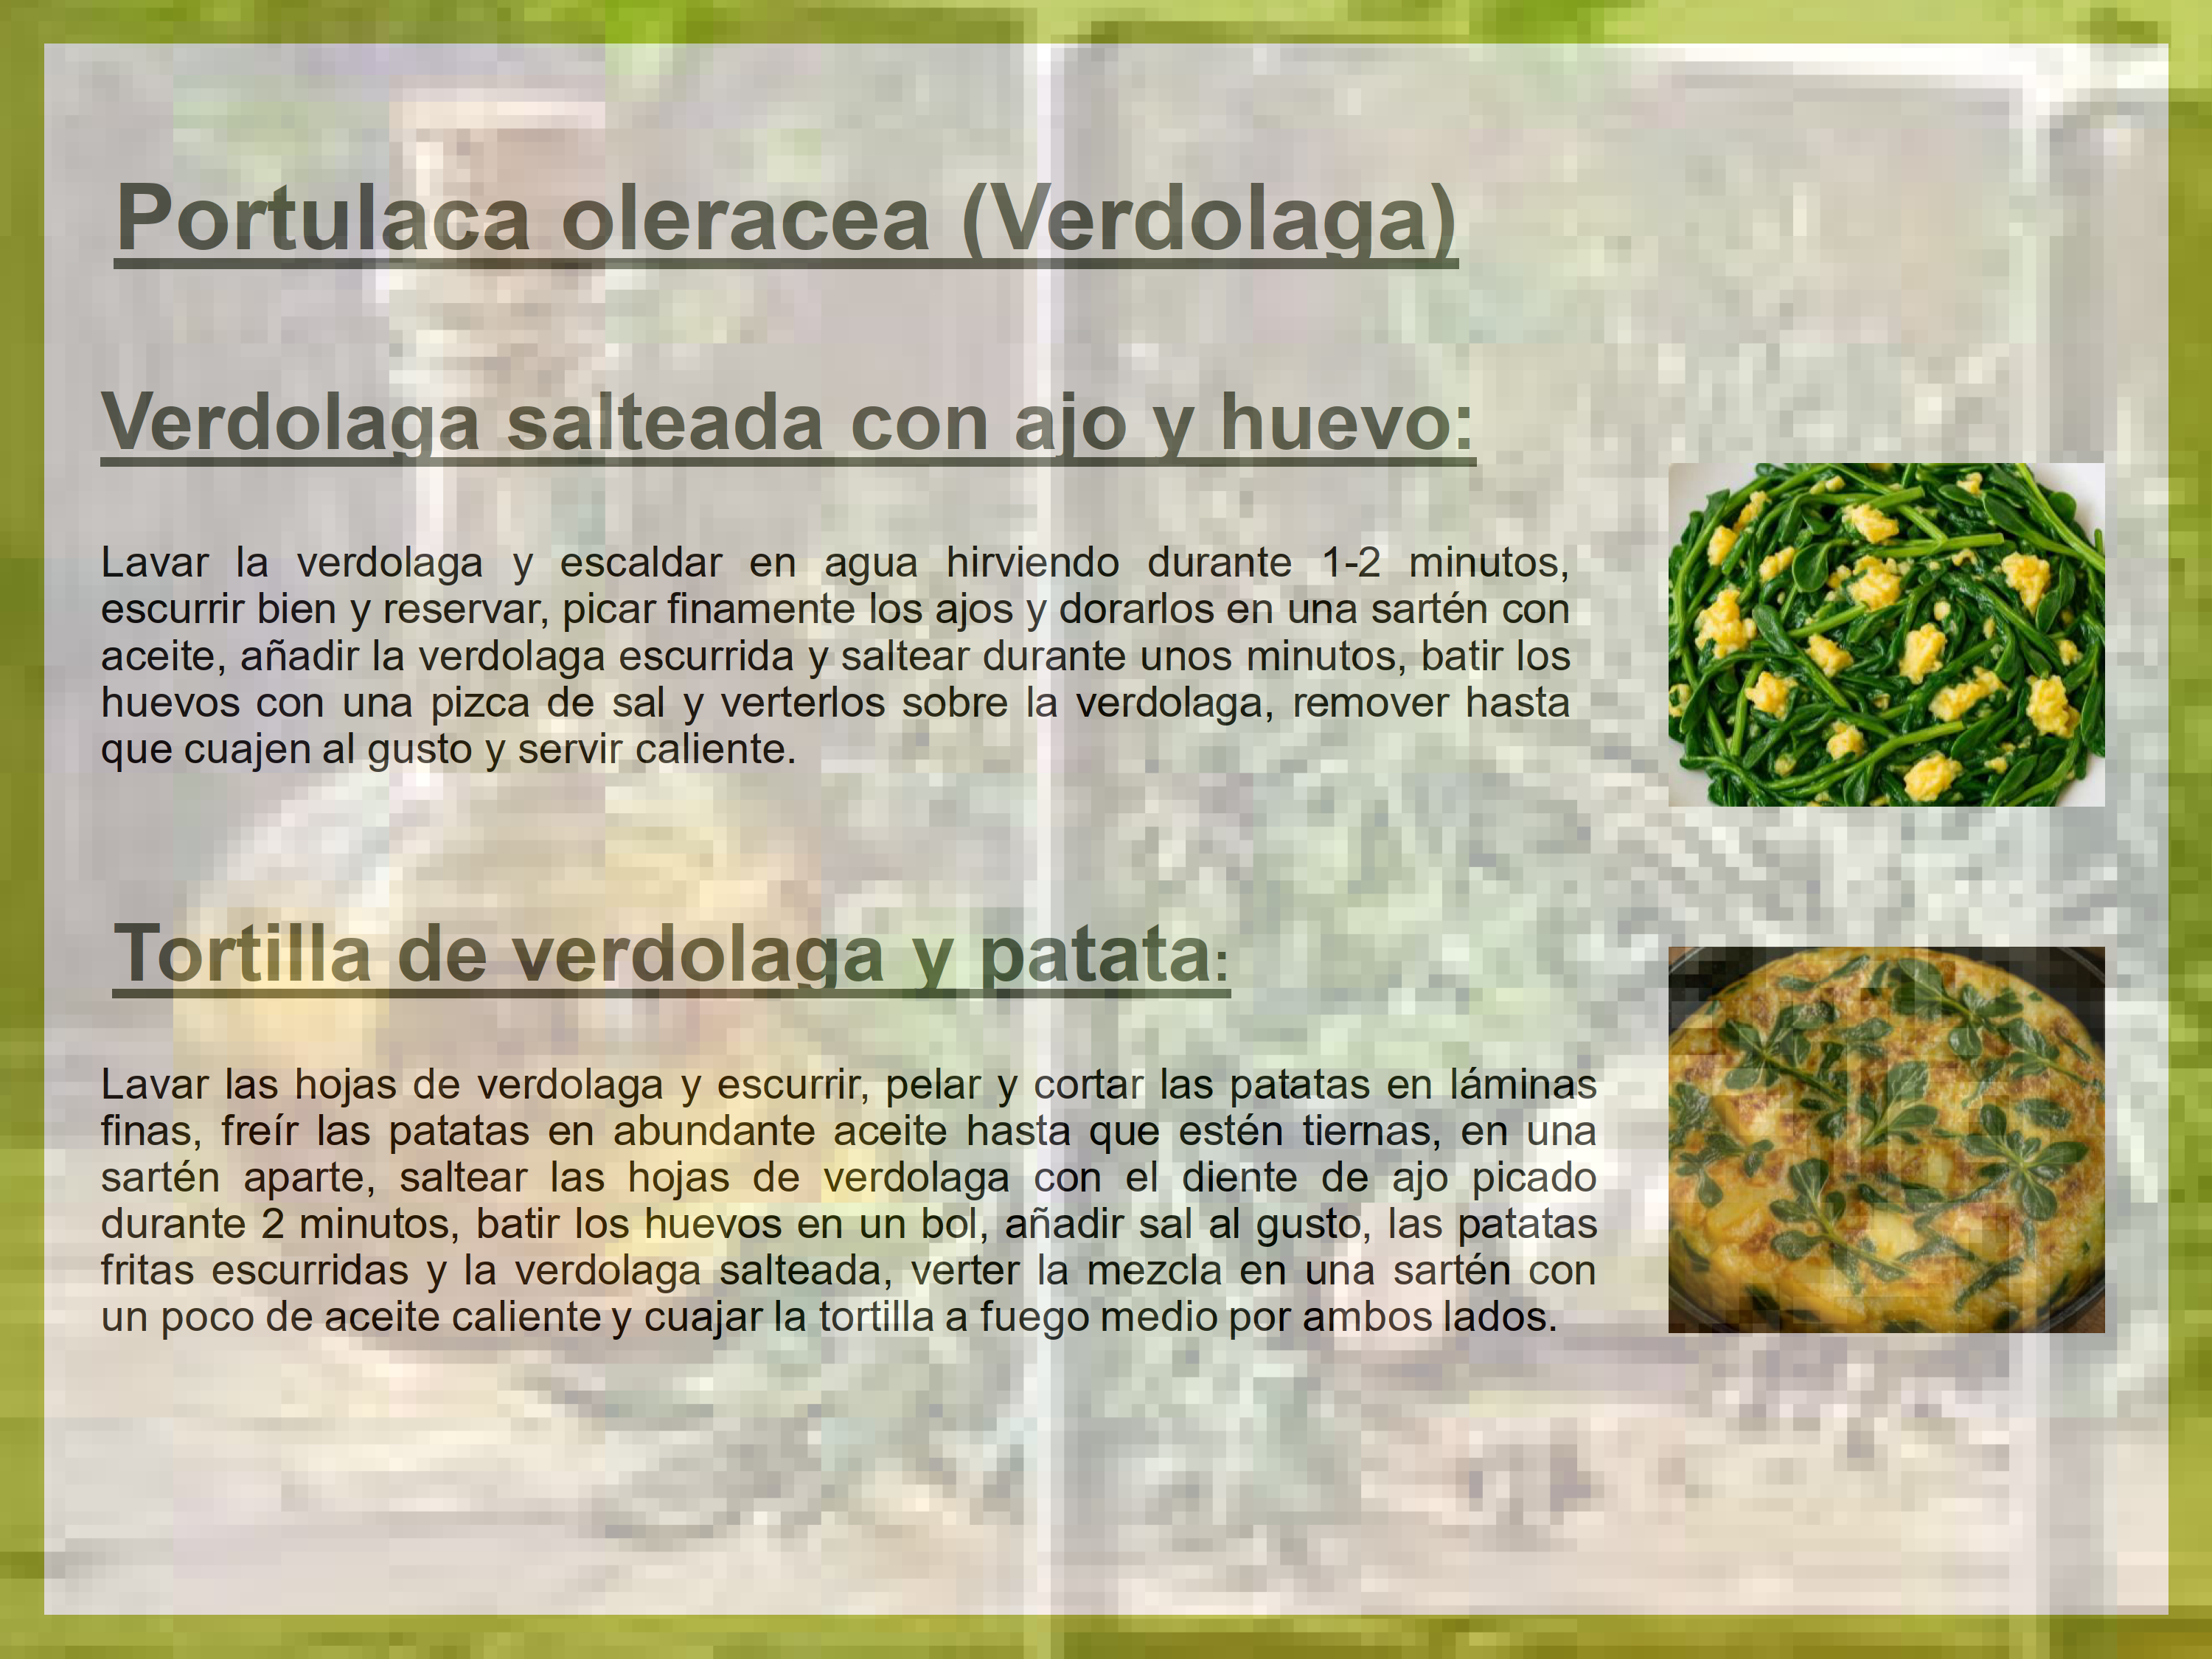 Portulaca oleracea (Verdolaga)
Verdolaga salteada con ajo y huevo:
Lavar la verdolaga y escaldar en agua hirviendo durante 1-2 minutos,
escurrir bien y reservar, picar finamente los ajos y dorarlos en una sartén con
aceite, añadir la verdolaga escurrida y saltear durante unos minutos, batir los
huevos con una pizca de sal y verterlos sobre la verdolaga, remover hasta
que cuajen al gusto y servir caliente.
Tortilla de verdolaga y patata:
Lavar las hojas de verdolaga y escurrir, pelar y cortar las patatas en láminas
finas, freír las patatas en abundante aceite hasta que estén tiernas, en una
sartén aparte, saltear las hojas de verdolaga con el diente de ajo picado
durante 2 minutos, batir los huevos en un bol, añadir sal al gusto, las patatas
fritas escurridas y la verdolaga salteada, verter la mezcla en una sartén con
un poco de aceite caliente y cuajar la tortilla a fuego medio por ambos lados.